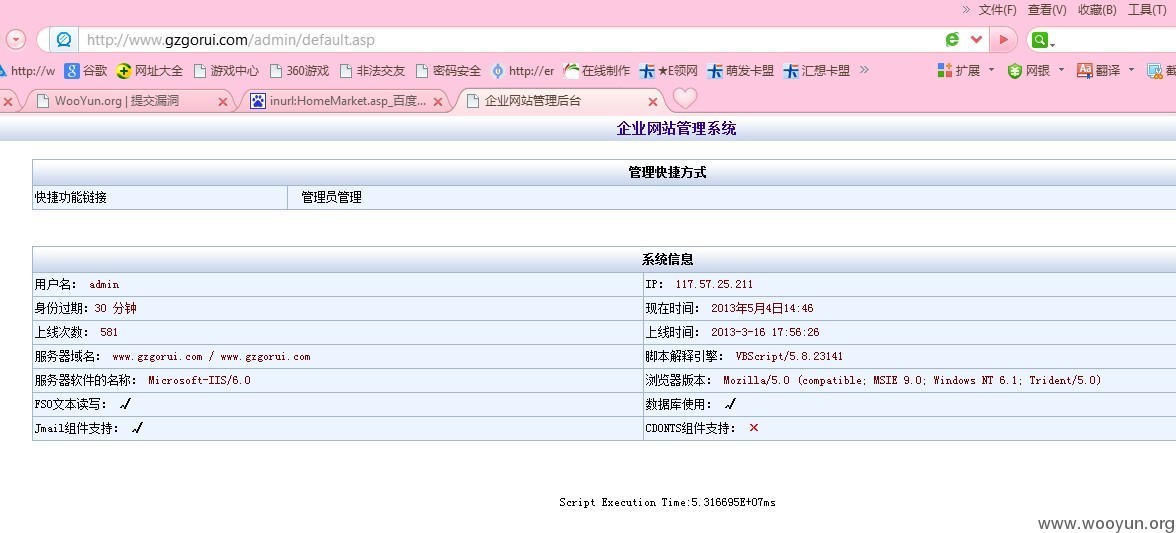 » 文件(F) 查看(V) 收藏(B) 工具(T)
http://www.gzgorui.com/admin/default.asp
http://w 谷歌 网址大全 游戏中心 360游戏 非法交友 密码安全 http://er 在线制作 ★E领网 萌发卡盟 汇想卡盟 » 扩展 网银 翻译 截
WooYun.org | 提交漏洞 inurl:HomeMarket.asp_百度... 企业网站管理后台
企业网站管理系统
管理快捷方式
快捷功能链接 管理员管理
系统信息
用户名： admin IP： 117.57.25.211
身份过期：30 分钟 现在时间： 2013年5月4日14:46
上线次数： 581 上线时间： 2013-3-16 17:56:26
服务器域名： www.gzgorui.com / www.gzgorui.com 脚本解释引擎： VBScript/5.8.23141
服务器软件的名称： Microsoft-IIS/6.0 浏览器版本： Mozilla/5.0 (compatible; MSIE 9.0; Windows NT 6.1; Trident/5.0)
FSO文本读写： ✓ 数据库使用： ✓
Jmail组件支持： ✓ CDONTS组件支持： ×
Script Execution Time:5.316695E+07ms
www.wooyun.org